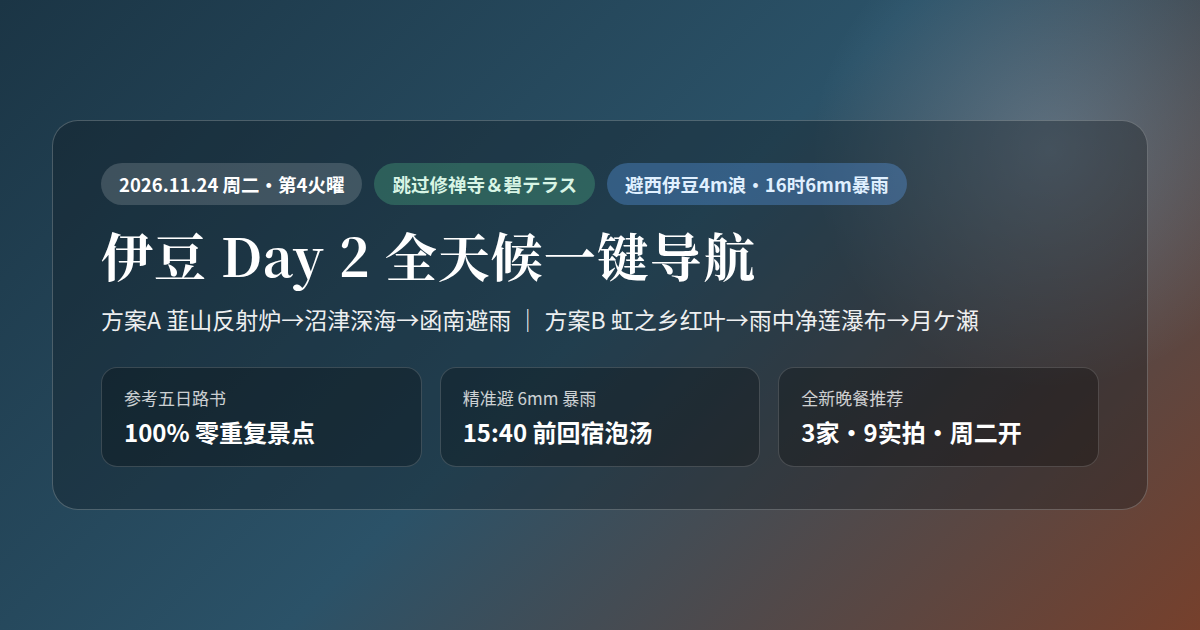 2026.11.24 周二・第4火曜
跳过修禅寺＆碧テラス
避西伊豆4m浪・16时6mm暴雨
伊豆 Day 2 全天候一键导航
方案A 韮山反射炉→沼津深海→函南避雨 ｜ 方案B 虹之乡红叶→雨中净莲瀑布→月ケ瀬
参考五日路书
100% 零重复景点
精准避 6mm 暴雨
15:40 前回宿泡汤
全新晚餐推荐
3家・9实拍・周二开